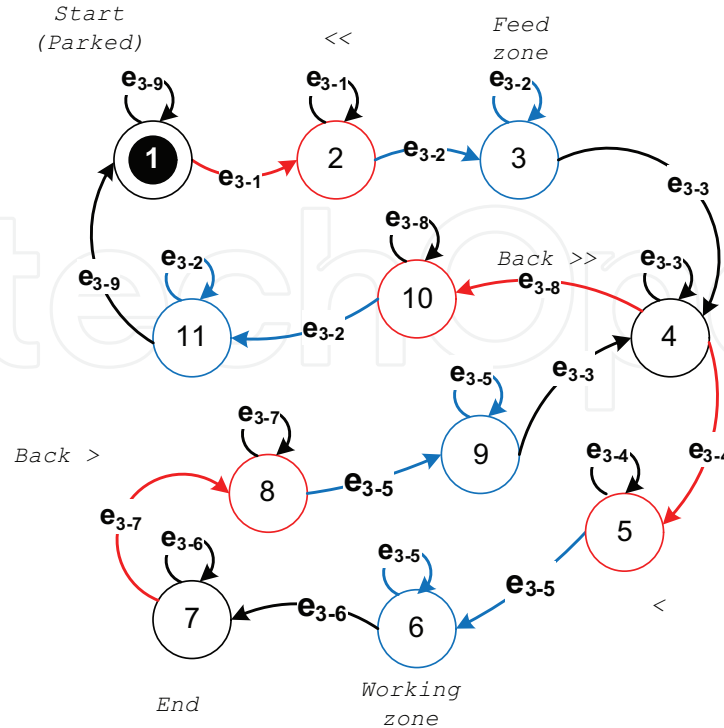 Start
(Parked)
<<
Feed
zone
e3-9
e3-1
e3-2
1
e3-1
2
e3-2
3
e3-3
e3-9
e3-2
e3-8
Back >>
e3-8
e3-3
11
e3-2
10
4
e3-3
Back >
e3-7
8
e3-5
e3-5
9
e3-4
e3-4
5
e3-7
e3-6
7
e3-6
e3-5
6
e3-5
<
End
Working
zone
techOp